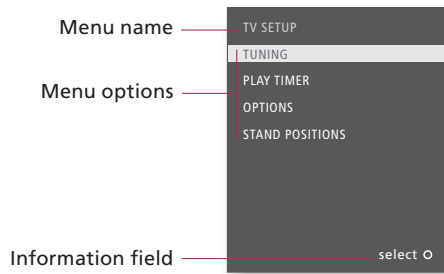 Menu name
TV SETUP
TUNING
Menu options
PLAY TIMER
OPTIONS
STAND POSITIONS
Information field
select O